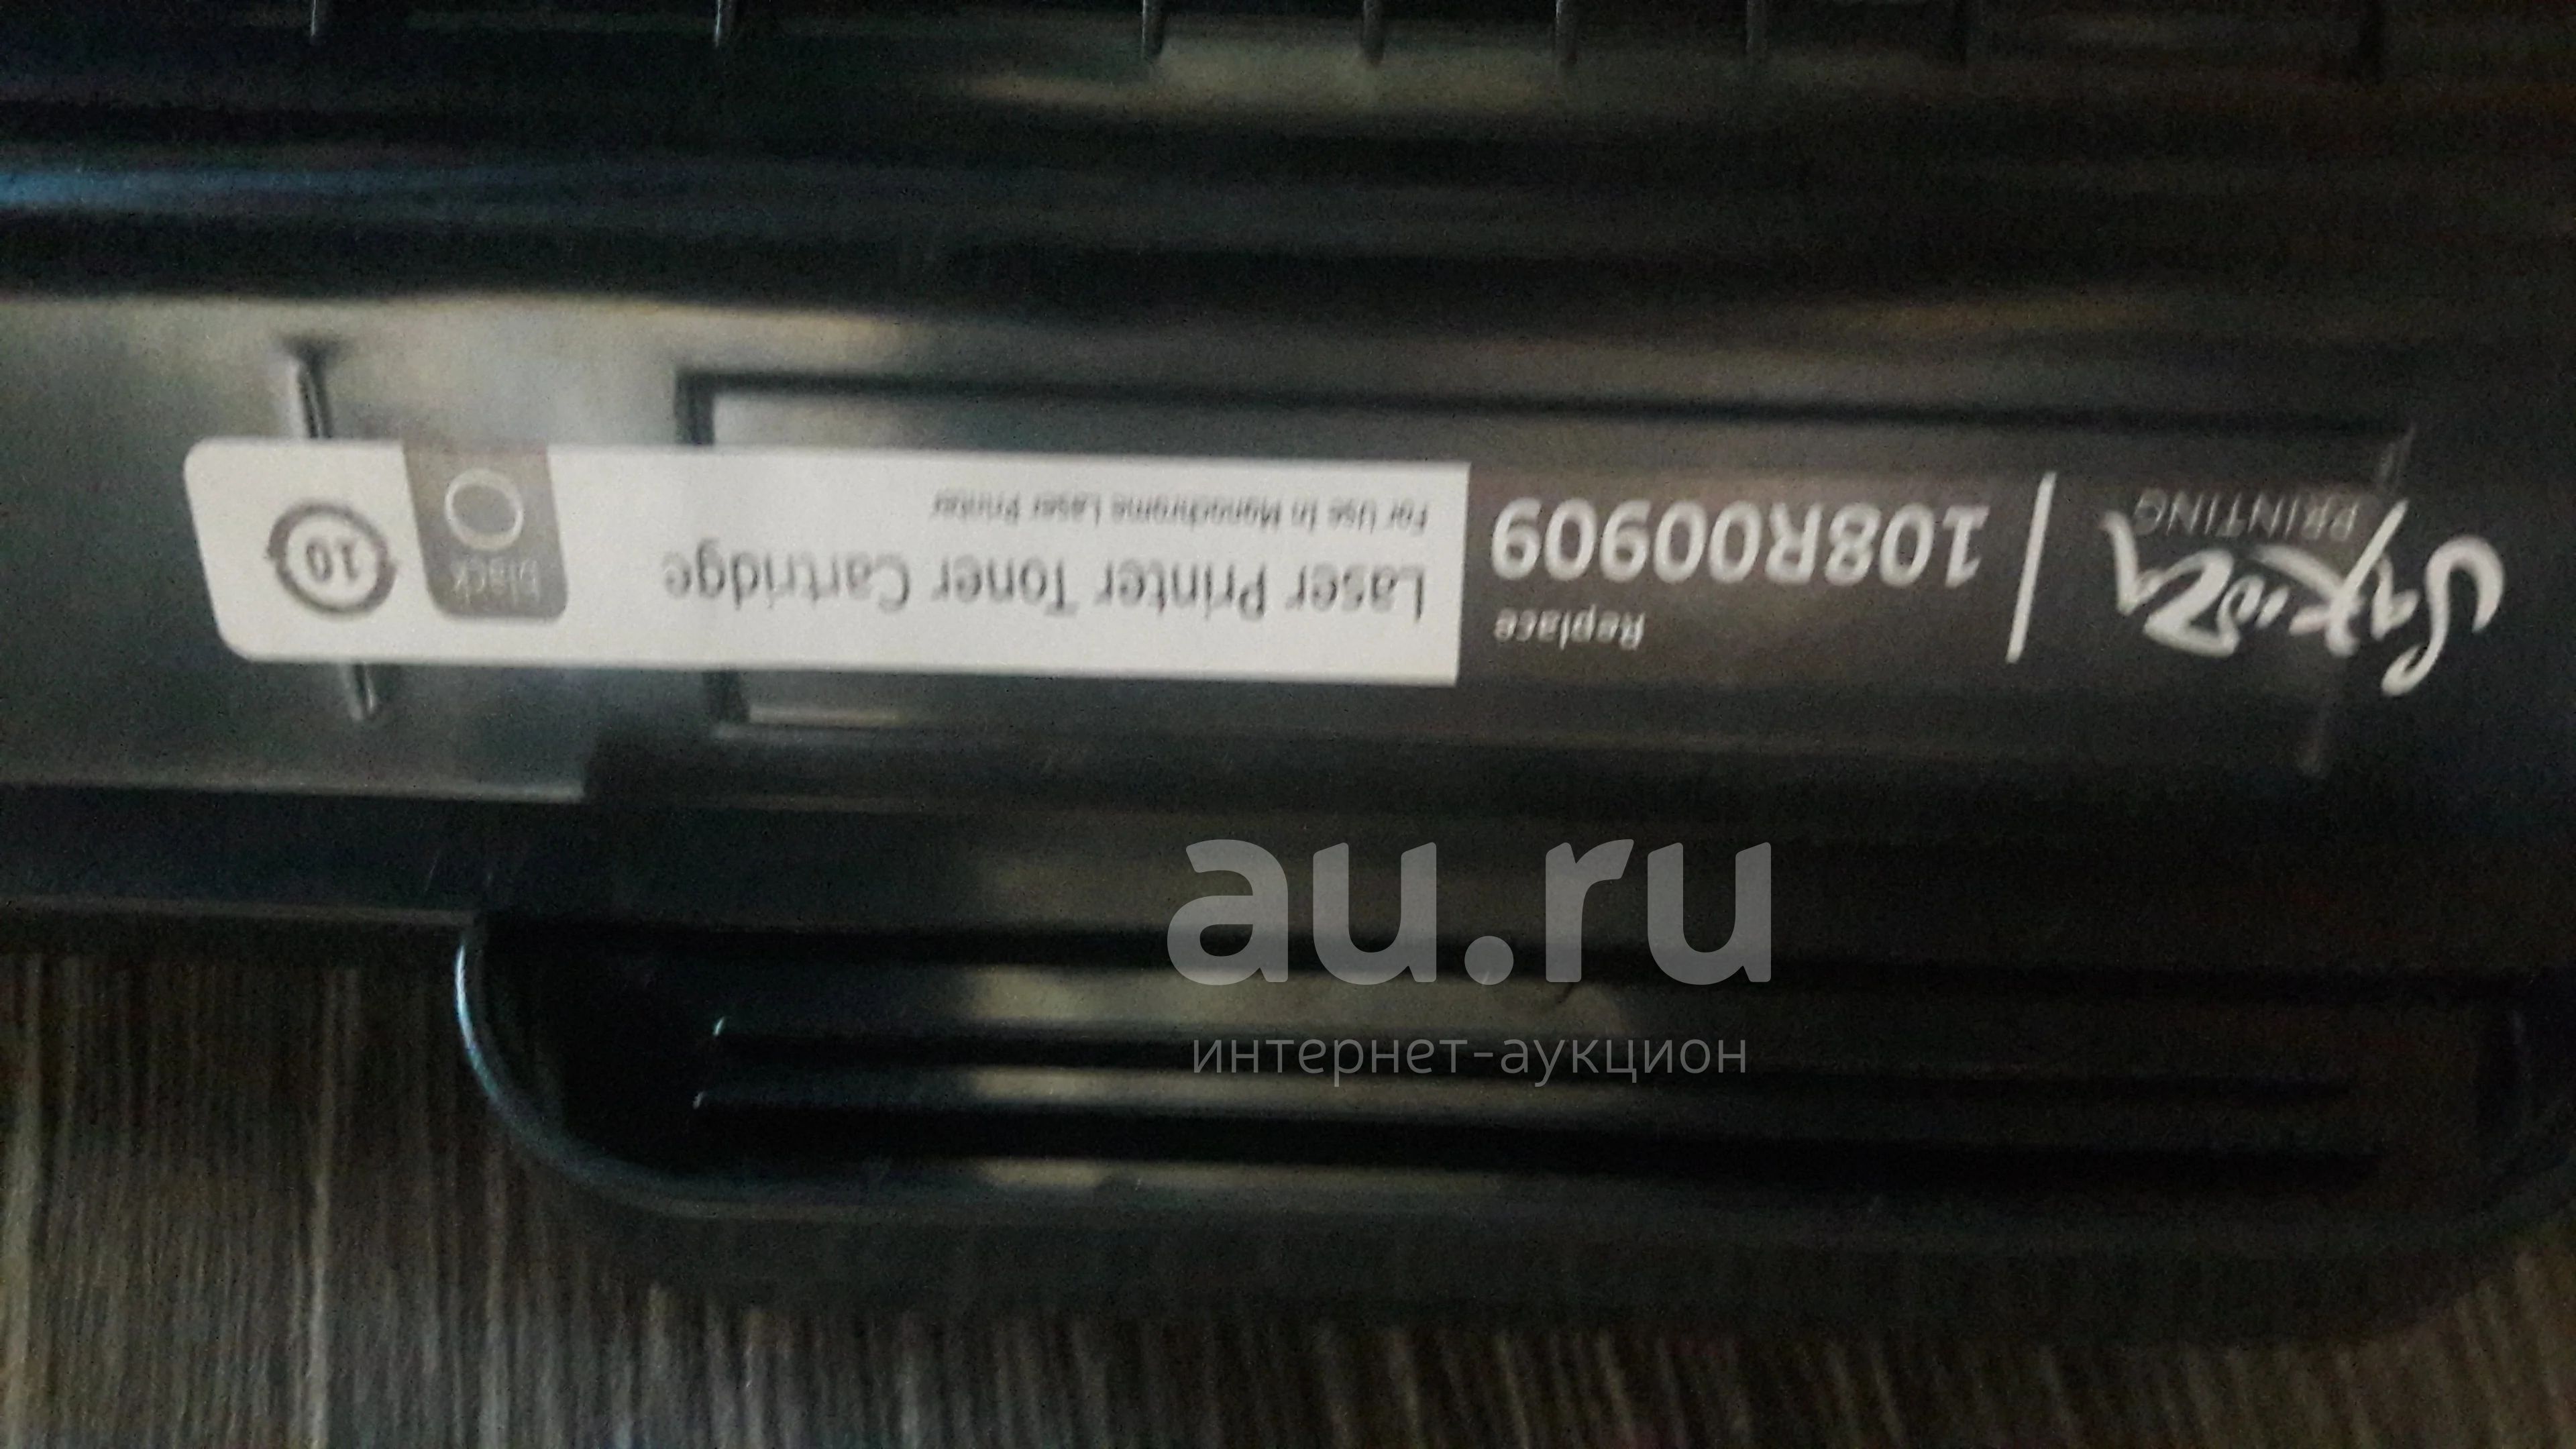 Sakura
PRINTING
Replace
108R00909
Laser Printer Toner Cartridge
For Use In Monochrome Laser Printer
black
10
au.ru
интернет-аукцион